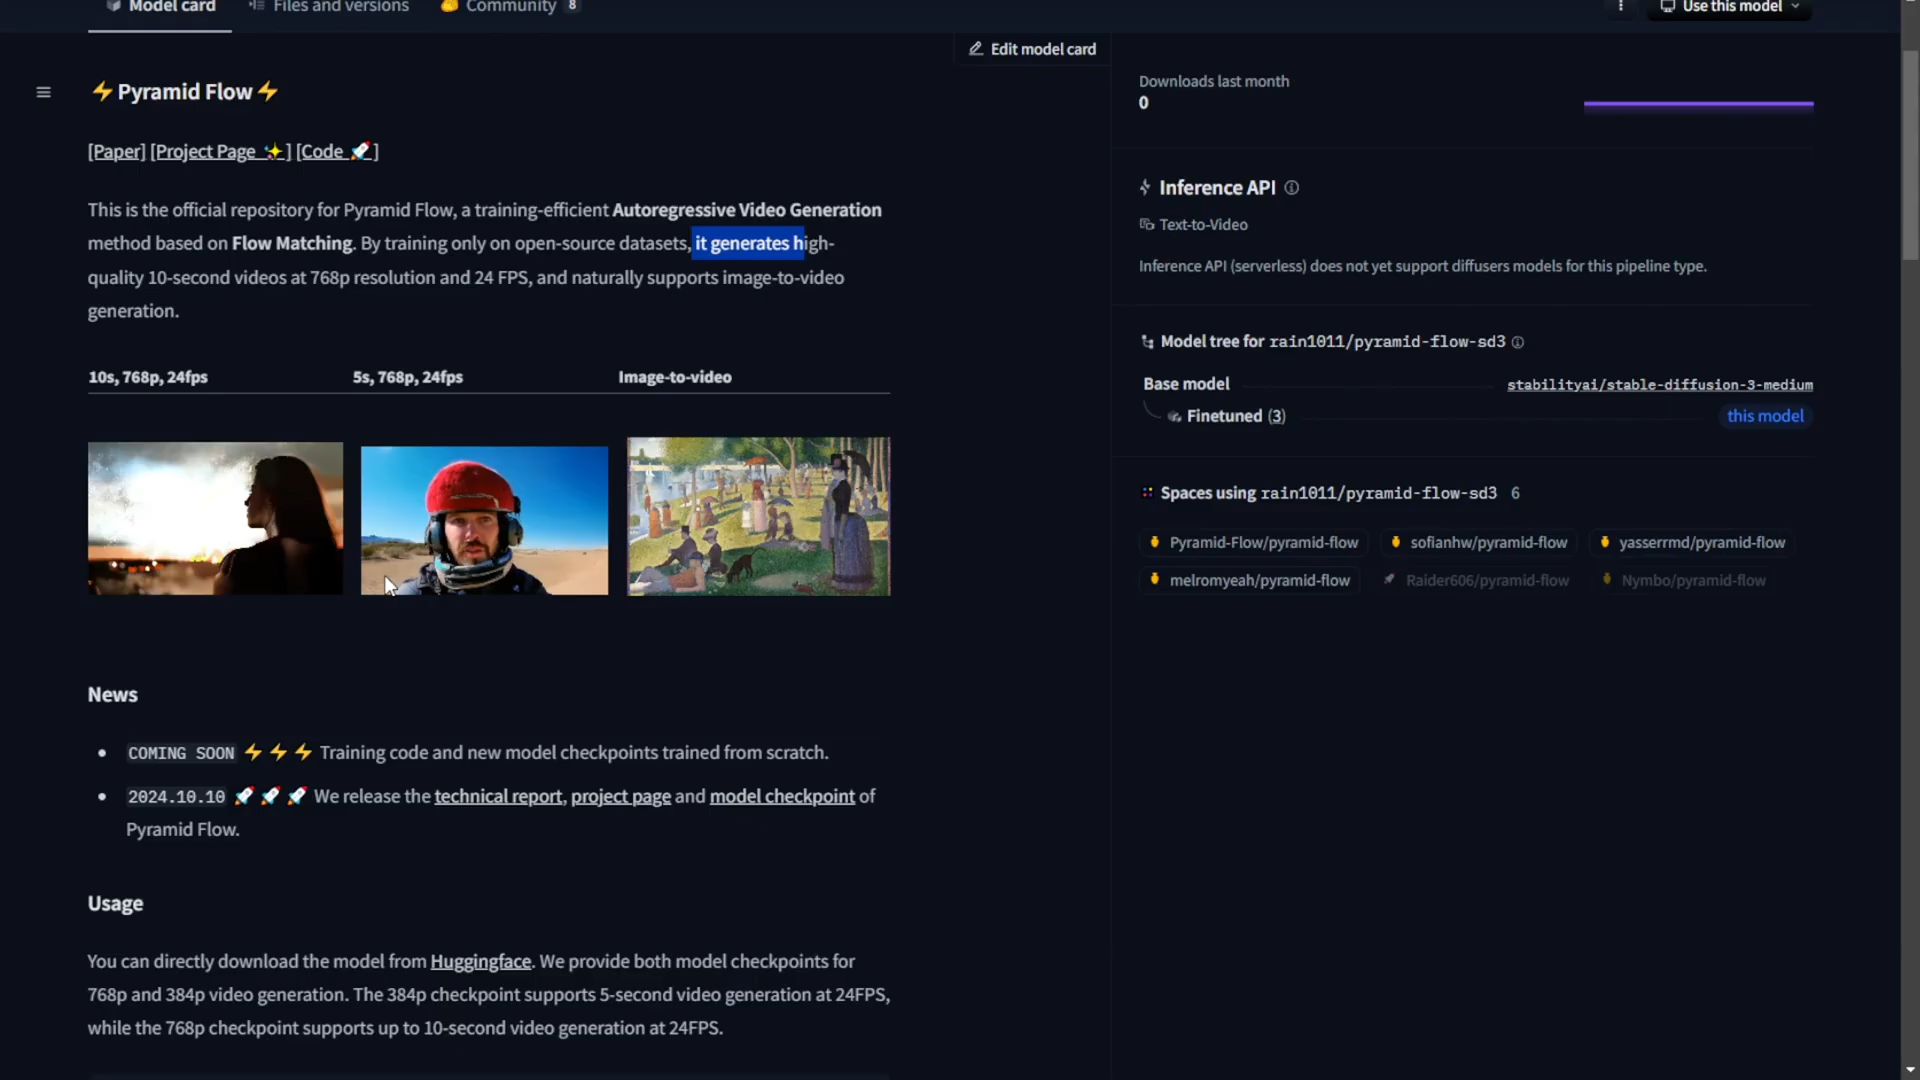 Model card
Files and versions
Community 8
Use this model
Edit model card
⚡Pyramid Flow⚡
[Paper] [Project Page ✨] [Code 🚀]
This is the official repository for Pyramid Flow, a training-efficient Autoregressive Video Generation
method based on Flow Matching. By training only on open-source datasets, it generates high-
quality 10-second videos at 768p resolution and 24 FPS, and naturally supports image-to-video
generation.
10s, 768p, 24fps
5s, 768p, 24fps
Image-to-video
News
COMING SOON ⚡⚡⚡ Training code and new model checkpoints trained from scratch.
2024.10.10 🚀🚀🚀 We release the technical report, project page and model checkpoint of
Pyramid Flow.
Usage
You can directly download the model from Huggingface. We provide both model checkpoints for
768p and 384p video generation. The 384p checkpoint supports 5-second video generation at 24FPS,
while the 768p checkpoint supports up to 10-second video generation at 24FPS.
Downloads last month
0
Inference API
Text-to-Video
Inference API (serverless) does not yet support diffusers models for this pipeline type.
Model tree for rain1011/pyramid-flow-sd3
Base model
stabilityai/stable-diffusion-3-medium
Finetuned (3)
this model
Spaces using rain1011/pyramid-flow-sd3 6
Pyramid-Flow/pyramid-flow
sofianhw/pyramid-flow
yasserrmd/pyramid-flow
melromyeah/pyramid-flow
Raider606/pyramid-flow
Nymbo/pyramid-flow